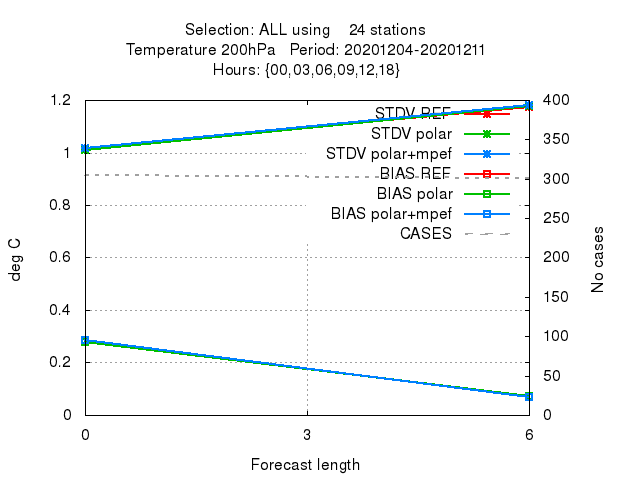 Selection: ALL using 24 stations
Temperature 200hPa Period: 20201204-20201211
Hours: {00,03,06,09,12,18}
1.2
1
0.8
0.6
0.4
0.2
0
deg C
400
350
300
250
200
150
100
50
0
No cases
STDV REF
STDV polar
STDV polar+mpef
BIAS REF
BIAS polar
BIAS polar+mpef
CASES
0 3 6
Forecast length